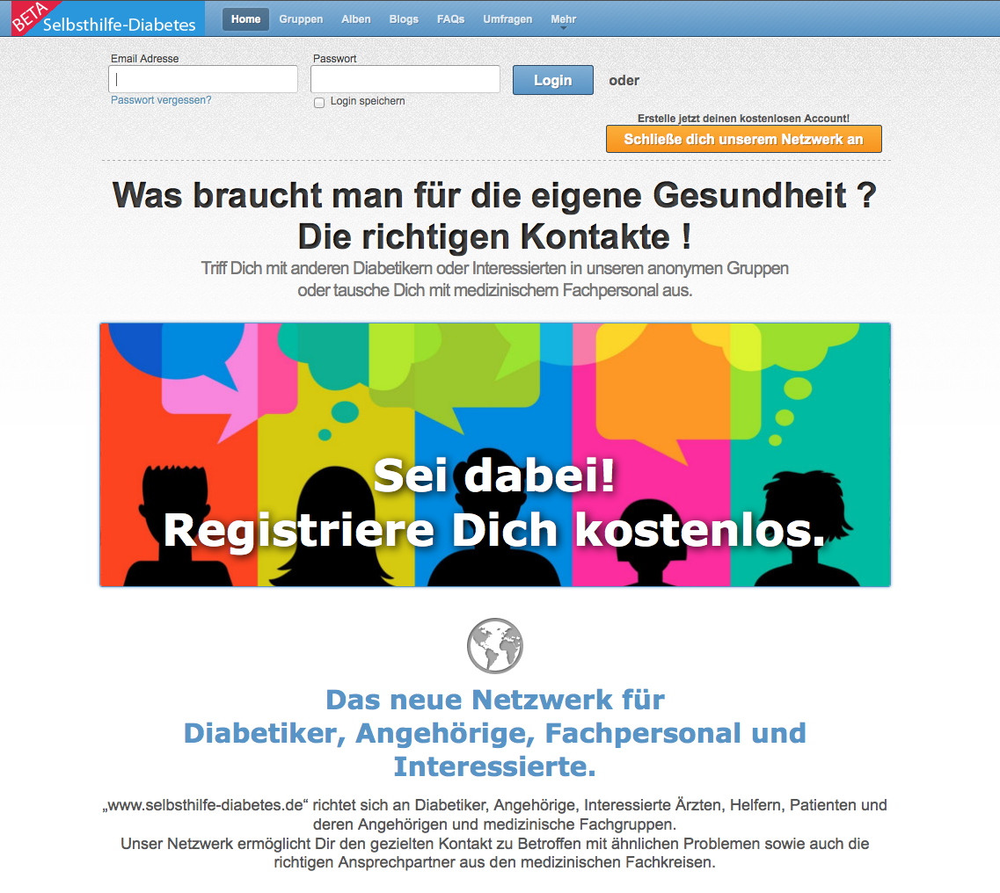 BETA
Selbsthilfe-Diabetes
Home Gruppen Alben Blogs FAQs Umfragen Mehr
Email Adresse Passwort
Login oder
Passwort vergessen? Login speichern
Erstelle jetzt deinen kostenlosen Account!
Schließe dich unserem Netzwerk an
Was braucht man für die eigene Gesundheit ?
Die richtigen Kontakte !
Triff Dich mit anderen Diabetikern oder Interessierten in unseren anonymen Gruppen
oder tausche Dich mit medizinischem Fachpersonal aus.
Sei dabei!
Registriere Dich kostenlos.
Das neue Netzwerk für
Diabetiker, Angehörige, Fachpersonal und
Interessierte.
„www.selbsthilfe-diabetes.de“ richtet sich an Diabetiker, Angehörige, Interessierte Ärzten, Helfern, Patienten und
deren Angehörigen und medizinische Fachgruppen.
Unser Netzwerk ermöglicht Dir den gezielten Kontakt zu Betroffen mit ähnlichen Problemen sowie auch die
richtigen Ansprechpartner aus den medizinischen Fachkreisen.